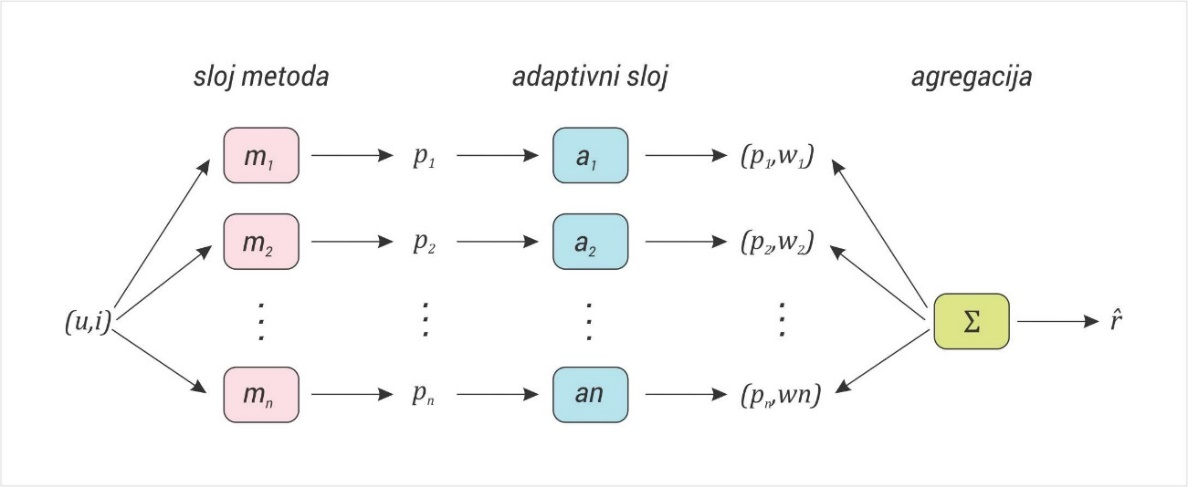 sloj metoda adaptivni sloj agregacija
m₁ p₁ a₁ (p₁,w₁)
m₂ p₂ a₂ (p₂,w₂)
(u,i) ⋮ ⋮ ⋮ ⋮ Σ r̂
mₙ pₙ an (pₙ,wn)